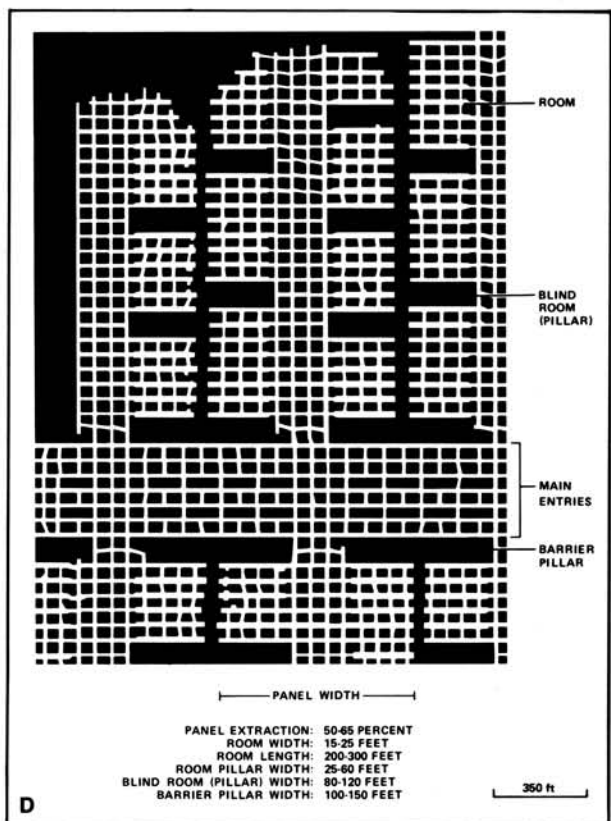 ROOM
BLIND
ROOM
(PILLAR)
MAIN
ENTRIES
BARRIER
PILLAR
PANEL WIDTH
PANEL EXTRACTION: 50-65 PERCENT
ROOM WIDTH: 15-25 FEET
ROOM LENGTH: 200-300 FEET
ROOM PILLAR WIDTH: 25-60 FEET
BLIND ROOM (PILLAR) WIDTH: 80-120 FEET
BARRIER PILLAR WIDTH: 100-150 FEET
350 ft
D